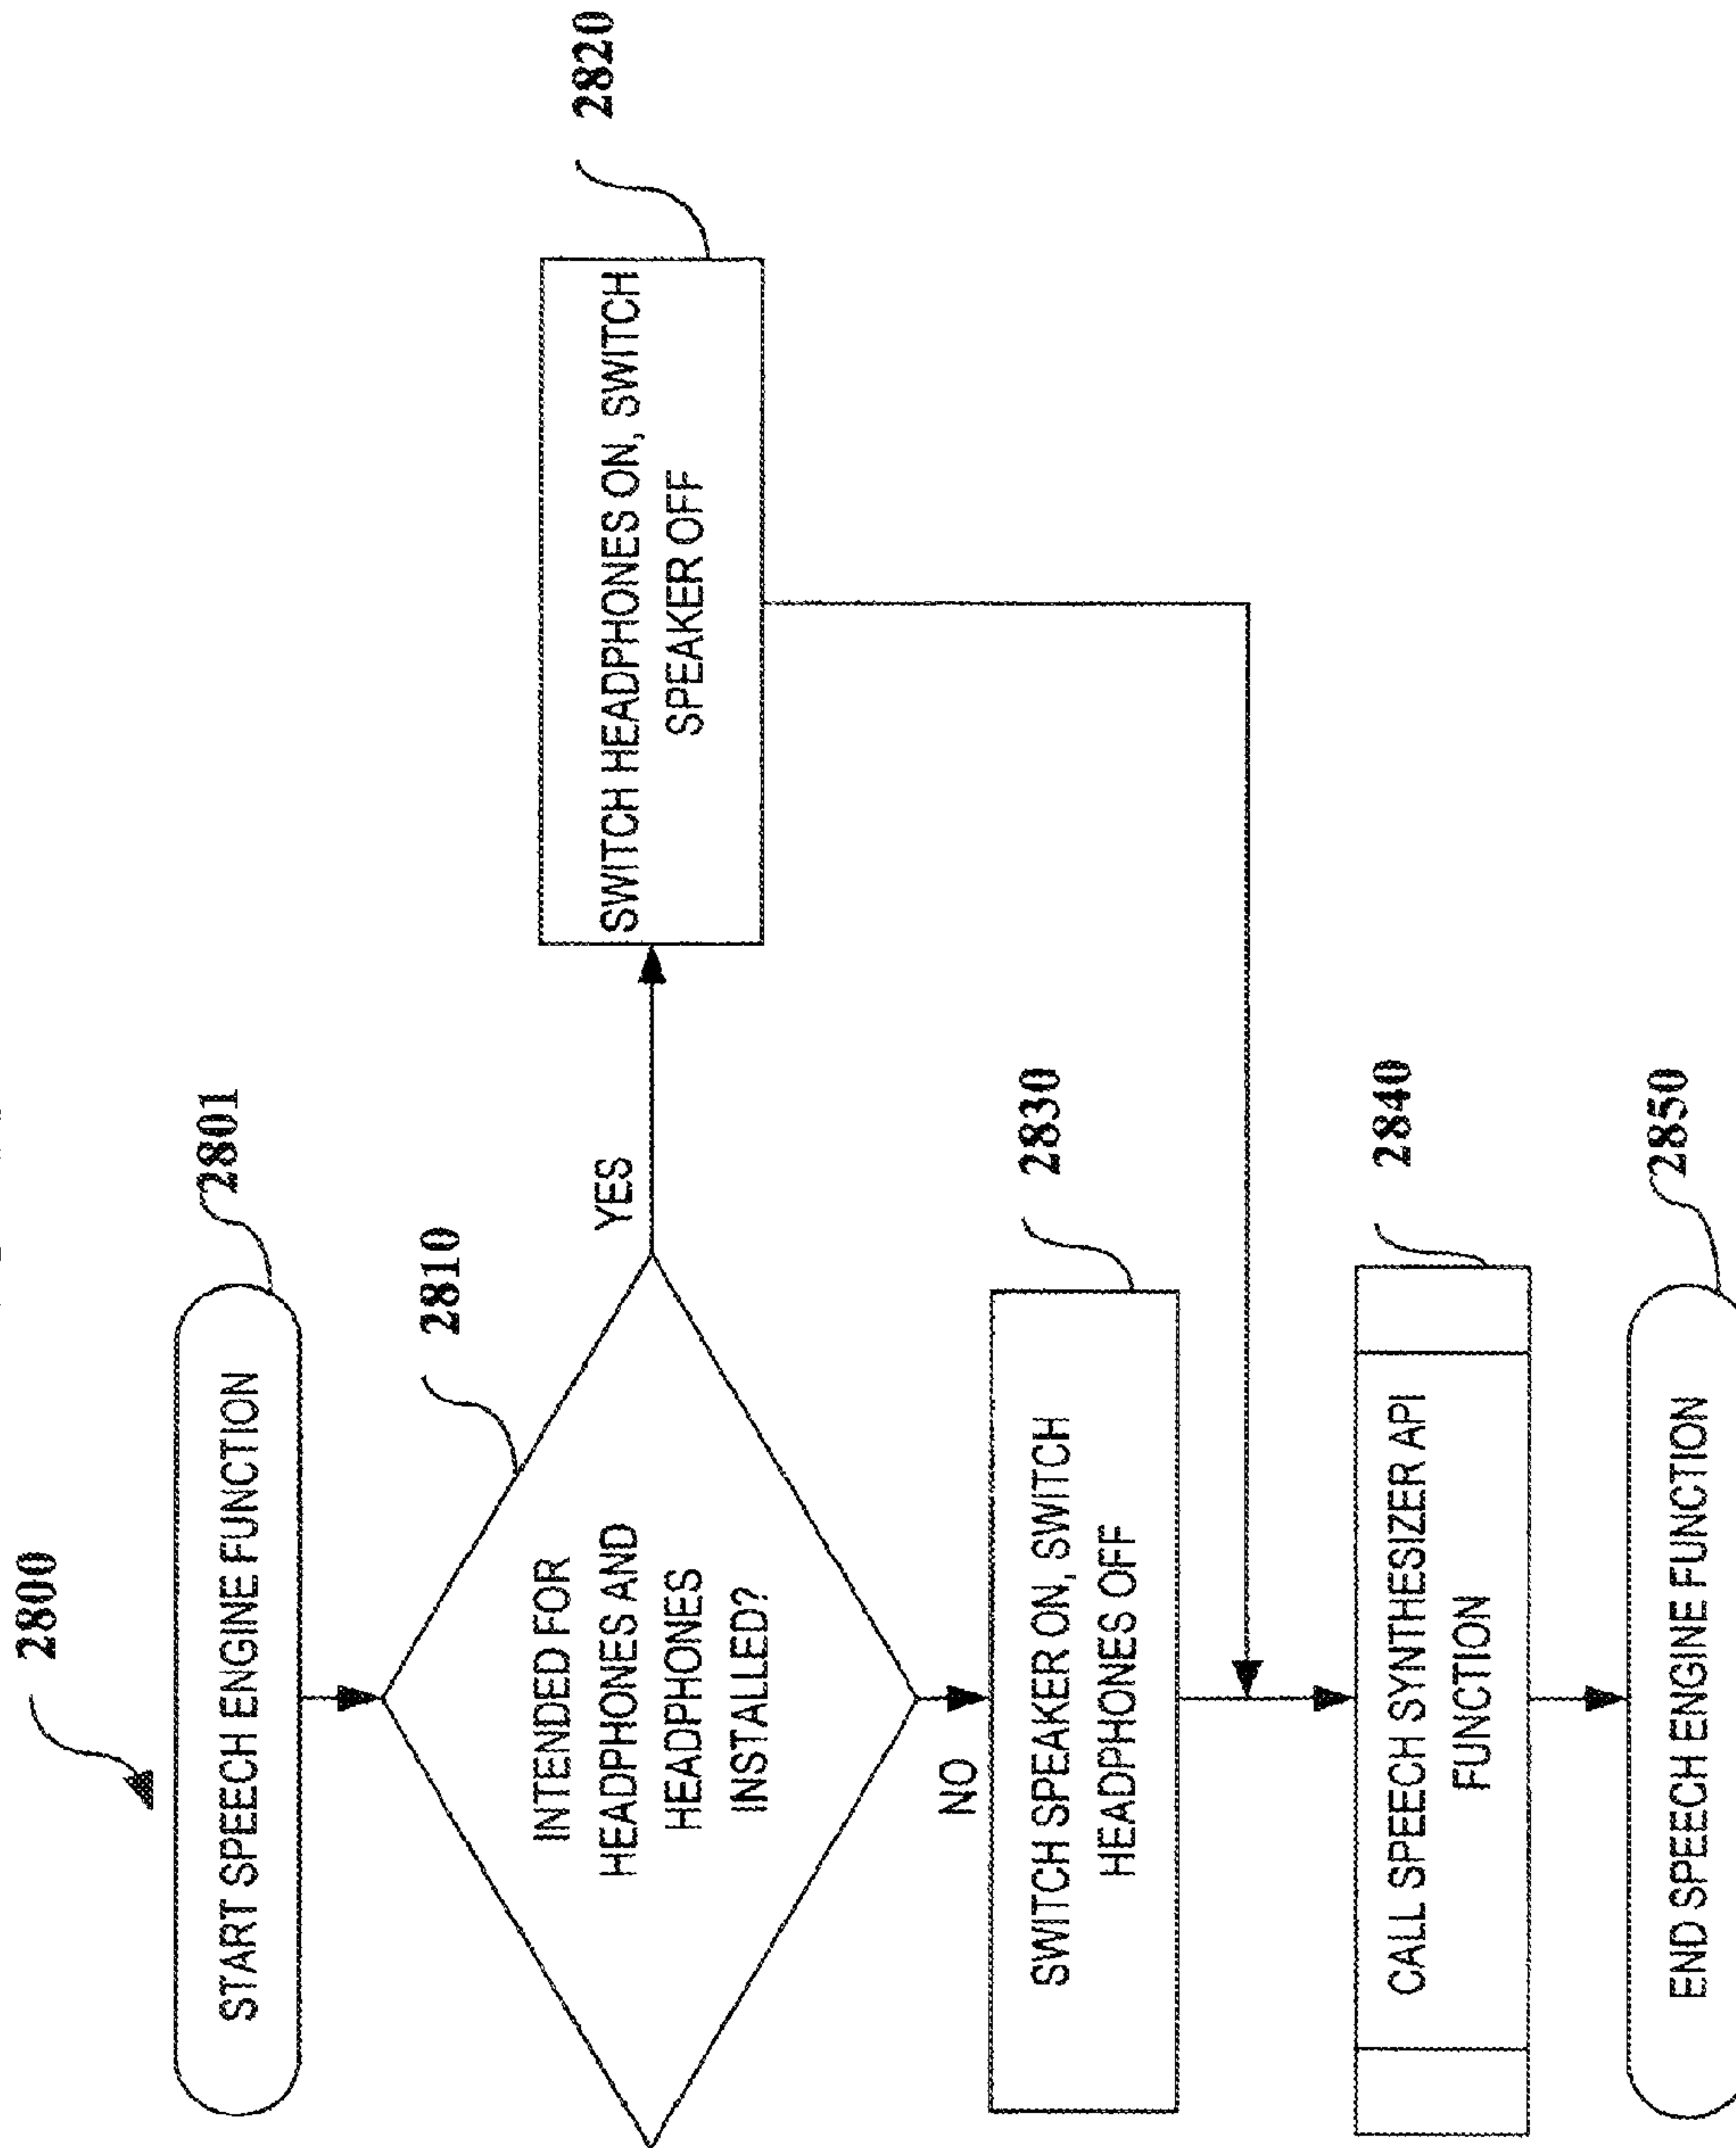 2800
START SPEECH ENGINE FUNCTION
2801
2810
INTENDED FOR
HEADPHONES AND
HEADPHONES
INSTALLED?
YES
SWITCH HEADPHONES ON, SWITCH
SPEAKER OFF
2820
NO
SWITCH SPEAKER ON, SWITCH
HEADPHONES OFF
2830
CALL SPEECH SYNTHESIZER API
FUNCTION
2840
END SPEECH ENGINE FUNCTION
2850